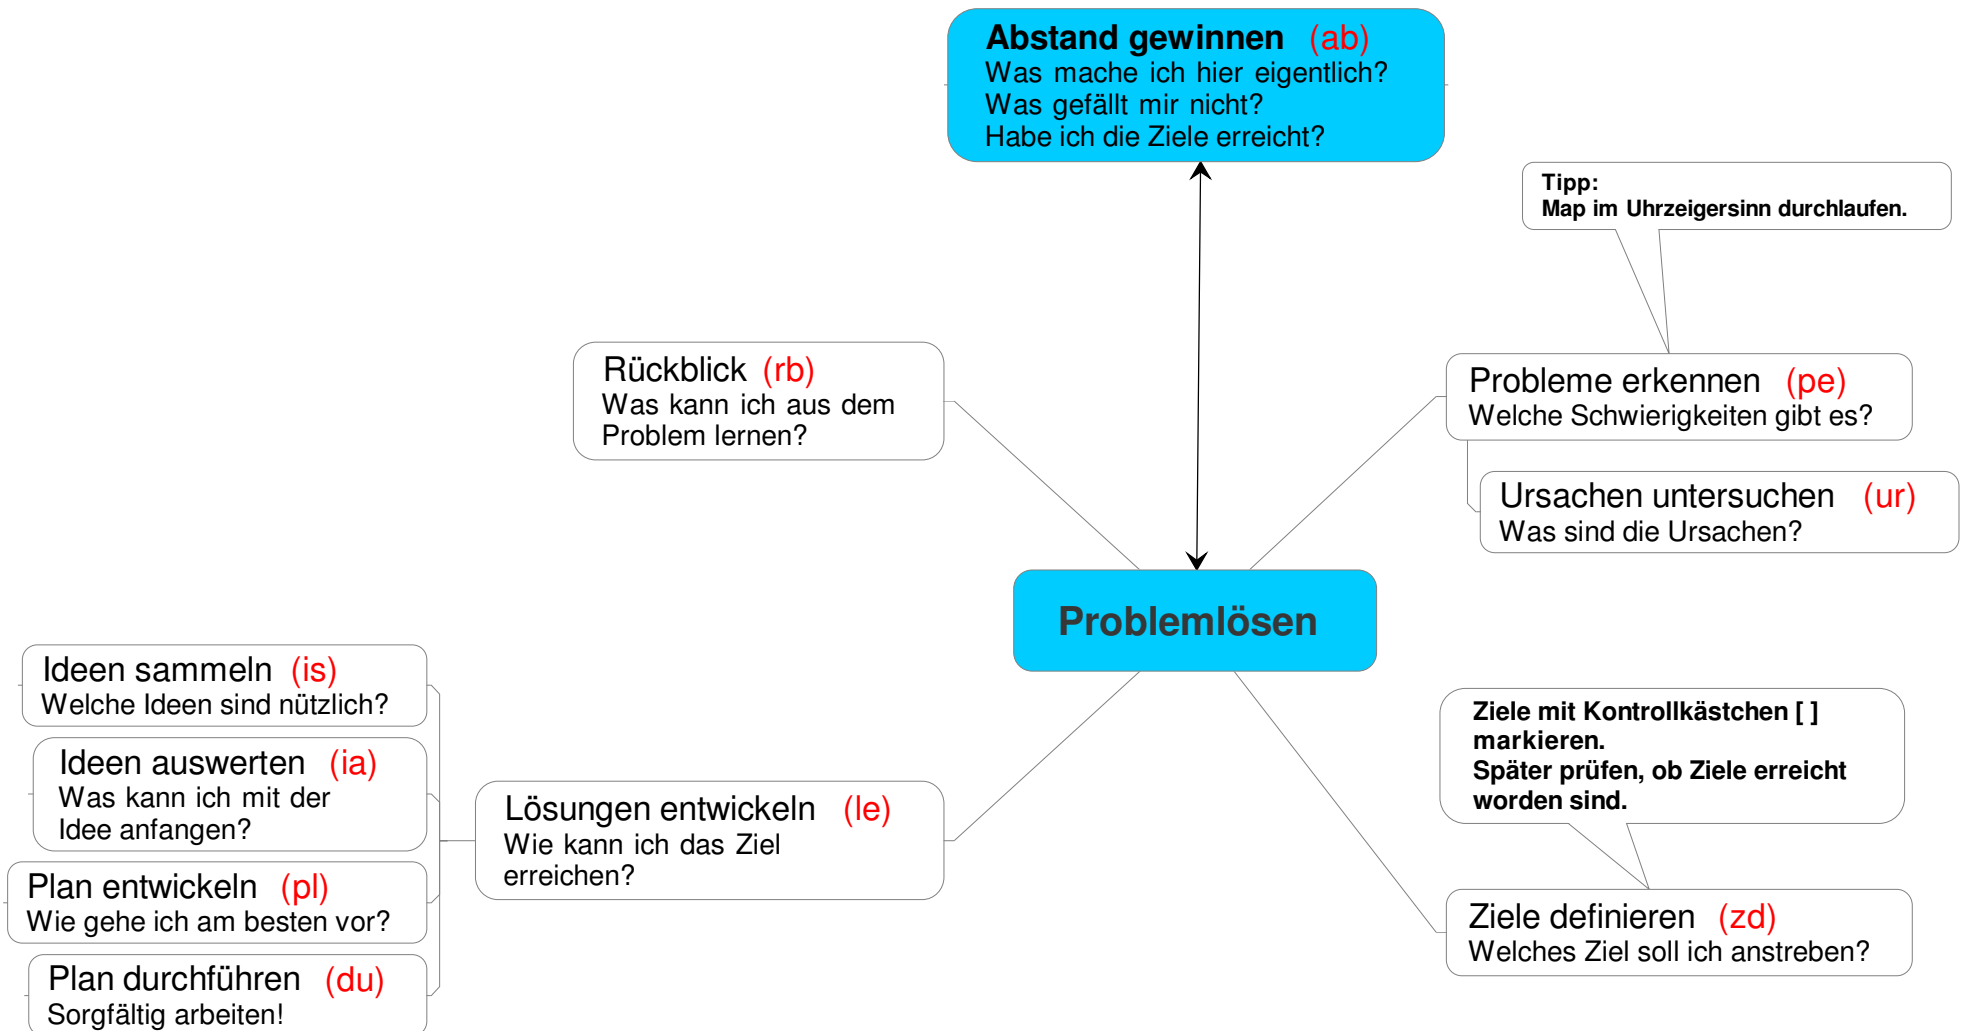 Abstand gewinnen (ab)
Was mache ich hier eigentlich?
Was gefällt mir nicht?
Habe ich die Ziele erreicht?
Tipp:
Map im Uhrzeigersinn durchlaufen.
Rückblick (rb)
Was kann ich aus dem
Problem lernen?
Probleme erkennen (pe)
Welche Schwierigkeiten gibt es?
Ursachen untersuchen (ur)
Was sind die Ursachen?
Problemlösen
Ideen sammeln (is)
Welche Ideen sind nützlich?
Ideen auswerten (ia)
Was kann ich mit der
Idee anfangen?
Plan entwickeln (pl)
Wie gehe ich am besten vor?
Plan durchführen (du)
Sorgfältig arbeiten!
Lösungen entwickeln (le)
Wie kann ich das Ziel
erreichen?
Ziele mit Kontrollkästchen [ ]
markieren.
Später prüfen, ob Ziele erreicht
worden sind.
Ziele definieren (zd)
Welches Ziel soll ich anstreben?